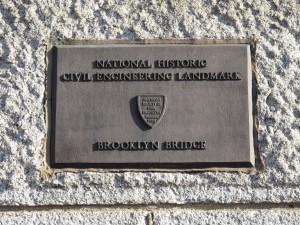 NATIONAL HISTORIC
CIVIL ENGINEERING LANDMARK
BROOKLYN BRIDGE